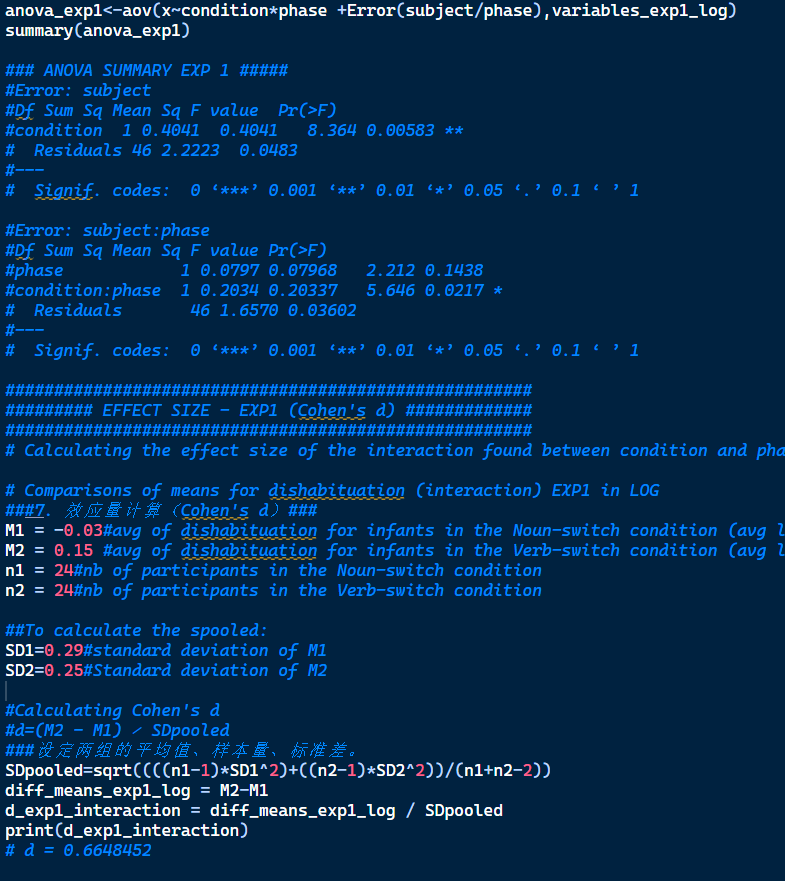 anova_exp1<-aov(x~condition*phase +Error(subject/phase),variables_exp1_log)
summary(anova_exp1)
### ANOVA SUMMARY EXP 1 #####
#Error: subject
#Df Sum Sq Mean Sq F value  Pr(>F)
#condition  1 0.4041  0.4041   8.364 0.00583 **
#  Residuals 46 2.2223  0.0483
#---
#  Signif. codes:  0 ‘***’ 0.001 ‘**’ 0.01 ‘*’ 0.05 ‘.’ 0.1 ‘ ’ 1
#Error: subject:phase
#Df Sum Sq Mean Sq F value Pr(>F)
#phase            1 0.0797 0.07968   2.212 0.1438
#condition:phase  1 0.2034 0.20337   5.646 0.0217 *
#  Residuals       46 1.6570 0.03602
#---
#  Signif. codes:  0 ‘***’ 0.001 ‘**’ 0.01 ‘*’ 0.05 ‘.’ 0.1 ‘ ’ 1
######################################################
######### EFFECT SIZE - EXP1 (Cohen's d) #############
######################################################
# Calculating the effect size of the interaction found between condition and pha
# Comparisons of means for dishabituation (interaction) EXP1 in LOG
###7. 效应量计算（Cohen's d）###
M1 = -0.03#avg of dishabituation for infants in the Noun-switch condition (avg l
M2 = 0.15 #avg of dishabituation for infants in the Verb-switch condition (avg l
n1 = 24#nb of participants in the Noun-switch condition
n2 = 24#nb of participants in the Verb-switch condition
##To calculate the spooled:
SD1=0.29#standard deviation of M1
SD2=0.25#Standard deviation of M2
#Calculating Cohen's d
#d=(M2 - M1) / SDpooled
###设定两组的平均值、样本量、标准差。
SDpooled=sqrt((((n1-1)*SD1^2)+((n2-1)*SD2^2))/(n1+n2-2))
diff_means_exp1_log = M2-M1
d_exp1_interaction = diff_means_exp1_log / SDpooled
print(d_exp1_interaction)
# d = 0.6648452